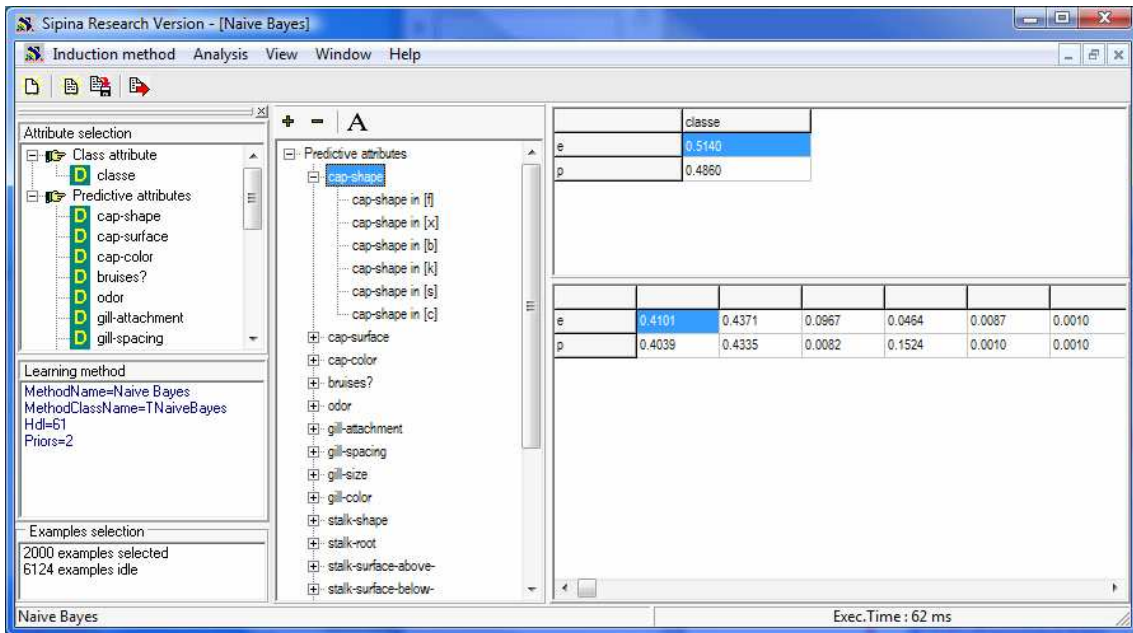 Sipina Research Version - [Naive Bayes]
Induction method Analysis View Window Help
Attribute selection
Class attribute
D classe
Predictive attributes
D cap-shape
D cap-surface
D cap-color
D bruises?
D odor
D gill-attachment
D gill-spacing
Learning method
MethodName=Naive Bayes
MethodClassName=TNaiveBayes
Hdl=61
Priors=2
Examples selection
2000 examples selected
6124 examples idle
A
Predictive attributes
cap-shape
cap-shape in [f]
cap-shape in [x]
cap-shape in [b]
cap-shape in [k]
cap-shape in [s]
cap-shape in [c]
cap-surface
cap-color
bruises?
odor
gill-attachment
gill-spacing
gill-size
gill-color
stalk-shape
stalk-root
stalk-surface-above-
stalk-surface-below-
classe
e 0.5140
p 0.4860
e 0.4101 0.4371 0.0967 0.0464 0.0087 0.0010
p 0.4039 0.4335 0.0082 0.1524 0.0010 0.0010
Naive Bayes
Exec.Time : 62 ms